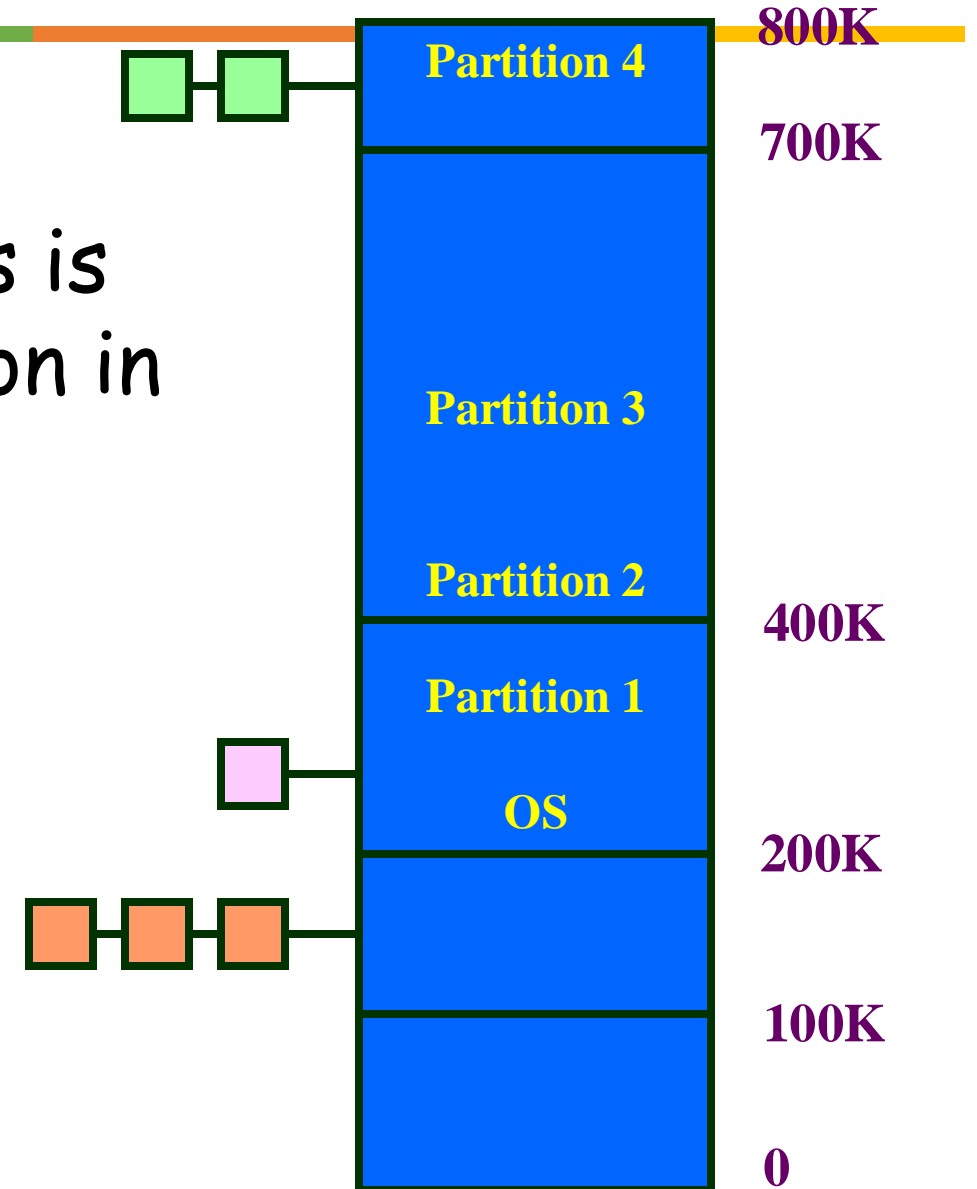 800K
Partition 4
700K
s is
on in
Partition 3
Partition 2
400K
Partition 1
OS
200K
100K
0